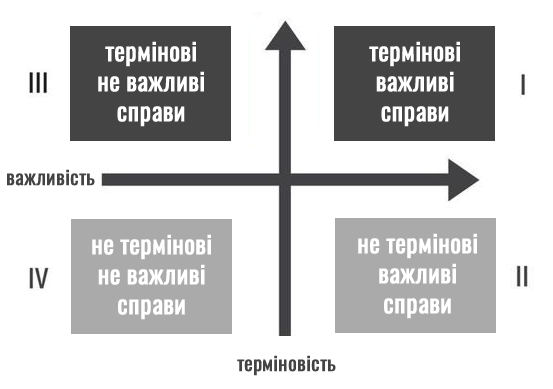 III
термінові
не важливі
справи
термінові
важливі
справи
I
важливість
IV
не термінові
не важливі
справи
не термінові
важливі
справи
II
терміновість